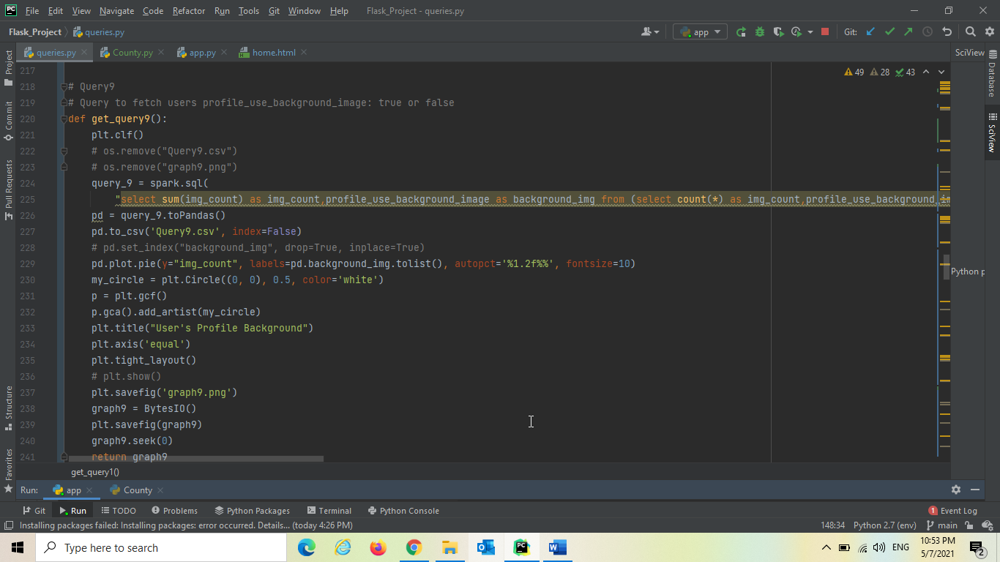 PC File Edit View Navigate Code Refactor Run Tools Git Window Help Flask_Project - queries.py
Flask_Project queries.py app Git:
queries.py County.py app.py home.html SciView
49 28 43
217
218 # Query9
219 # Query to fetch users profile_use_background_image: true or false
220 def get_query9():
221 plt.clf()
222 # os.remove("Query9.csv")
223 # os.remove("graph9.png")
224 query_9 = spark.sql(
225 "select sum(img_count) as img_count,profile_use_background_image as background_img from (select count(*) as img_count,profile_use_background_im
226 pd = query_9.toPandas()
227 pd.to_csv('Query9.csv', index=False)
228 # pd.set_index("background_img", drop=True, inplace=True)
229 pd.plot.pie(y="img_count", labels=pd.background_img.tolist(), autopct='%1.2f%%', fontsize=10)
230 my_circle = plt.Circle((0, 0), 0.5, color='white')
231 p = plt.gcf()
232 p.gca().add_artist(my_circle)
233 plt.title("User's Profile Background")
234 plt.axis('equal')
235 plt.tight_layout()
236 # plt.show()
237 plt.savefig('graph9.png')
238 graph9 = BytesIO()
239 plt.savefig(graph9)
240 graph9.seek(0)
241 return graph9
get_query1()
Project
Commit
Pull Requests
Structure
Favorites
Database
SciView
Python p
Run: app County
Git Run TODO Problems Python Packages Terminal Python Console 1 Event Log
Installing packages failed: Installing packages: error occurred. Details... (today 4:26 PM) 148:34 Python 2.7 (env) main
Type here to search ENG 10:53 PM
5/7/2021 2